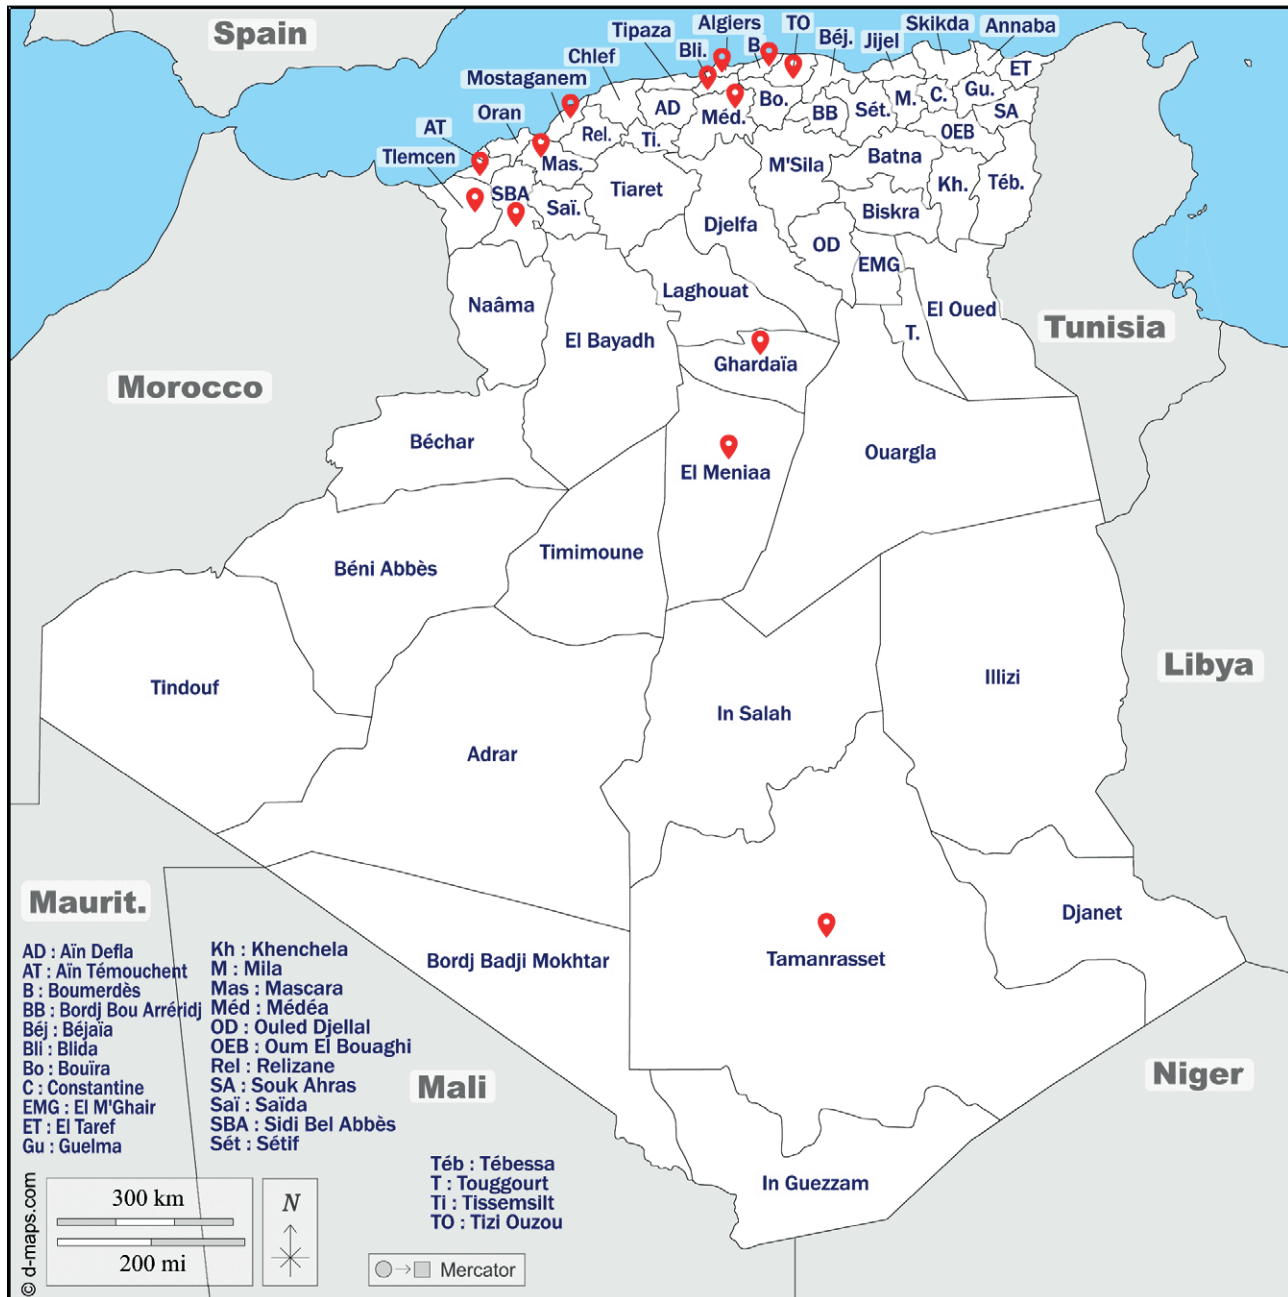 Spain
Tipaza
Algiers
TO
Skikda
Annaba
Bli.
B.
Béj.
Jijel
ET
Chlef
Mostaganem
Oran
AT
Tlemcen
AD
Méd.
Bo.
BB
Sét.
M.
C.
Gu.
SA
OEB
Rel.
Ti.
Mas.
SBA
Saï.
Tiaret
M'Sila
Batna
Kh.
Téb.
Biskra
Djelfa
OD
EMG
Naâma
Laghouat
El Oued
T.
Tunisia
El Bayadh
Ghardaïa
Morocco
Béchar
El Meniaa
Ouargla
Béni Abbès
Timimoune
Tindouf
In Salah
Illizi
Libya
Adrar
Maurit.
Djanet
Bordj Badji Mokhtar
Tamanrasset
Mali
Niger
In Guezzam
AD : Aïn Defla
AT : Aïn Témouchent
B : Boumerdès
BB : Bordj Bou Arréridj
Béj : Béjaïa
Bli : Blida
Bo : Bouïra
C : Constantine
EMG : El M'Ghair
ET : El Taref
Gu : Guelma
Kh : Khenchela
M : Mila
Mas : Mascara
Méd : Médéa
OD : Ouled Djellal
OEB : Oum El Bouaghi
Rel : Relizane
SA : Souk Ahras
Saï : Saïda
SBA : Sidi Bel Abbès
Sét : Sétif
Téb : Tébessa
T : Touggourt
Ti : Tissemsilt
TO : Tizi Ouzou
© d-maps.com
300 km
200 mi
N
Mercator